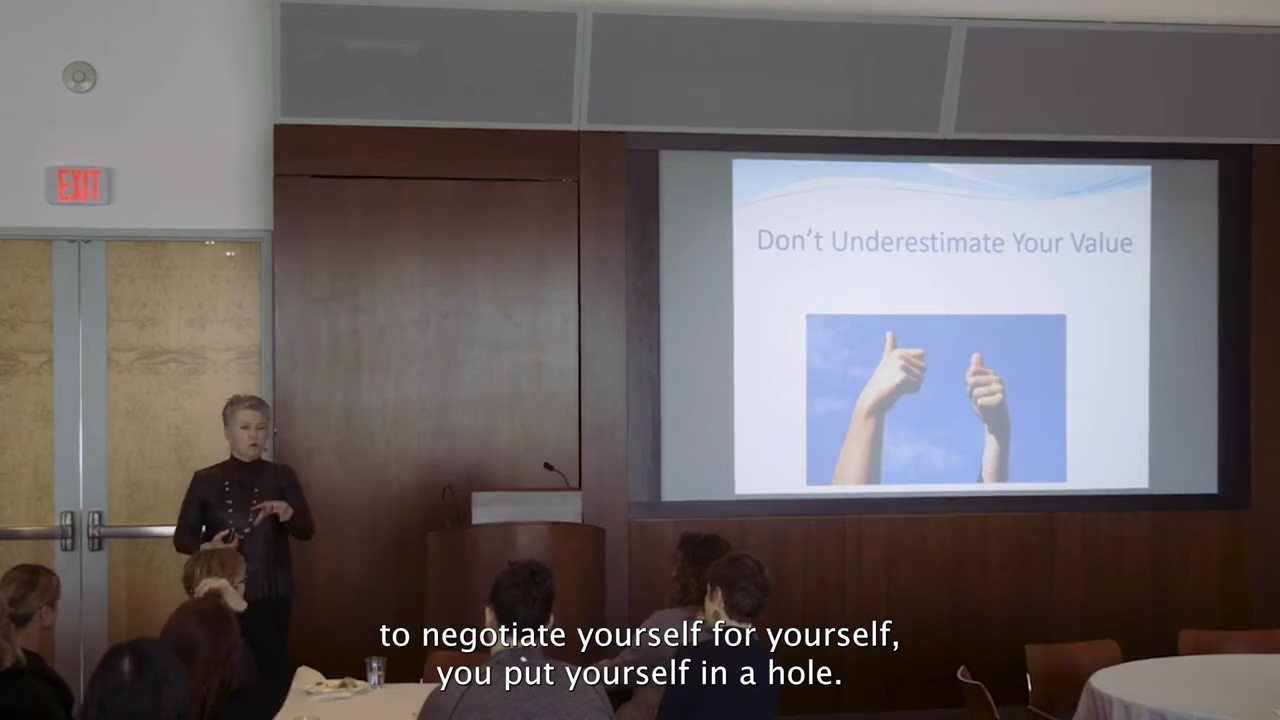 EXIT
Don't Underestimate Your Value
to negotiate yourself for yourself,
you put yourself in a hole.